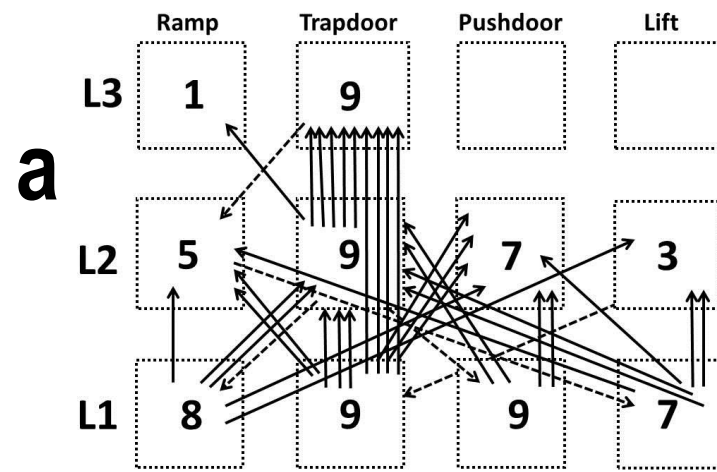 Ramp Trapdoor Pushdoor Lift
L3 1 9
a
L2 5 9 7 3
L1 8 9 9 7